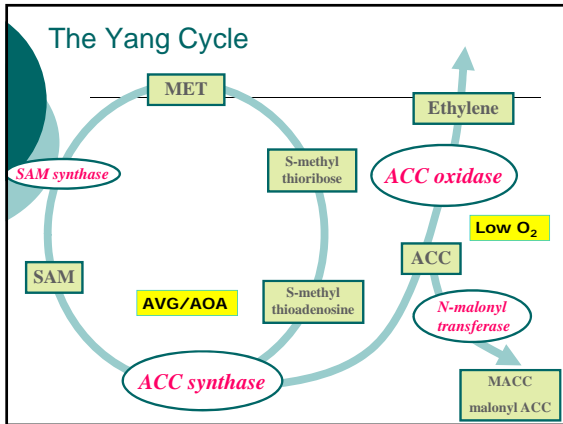 The Yang Cycle
MET
Ethylene
SAM synthase
S-methyl
thioribose
ACC oxidase
Low O₂
SAM
ACC
AVG/AOA
S-methyl
thioadenosine
N-malonyl
transferase
ACC synthase
MACC
malonyl ACC